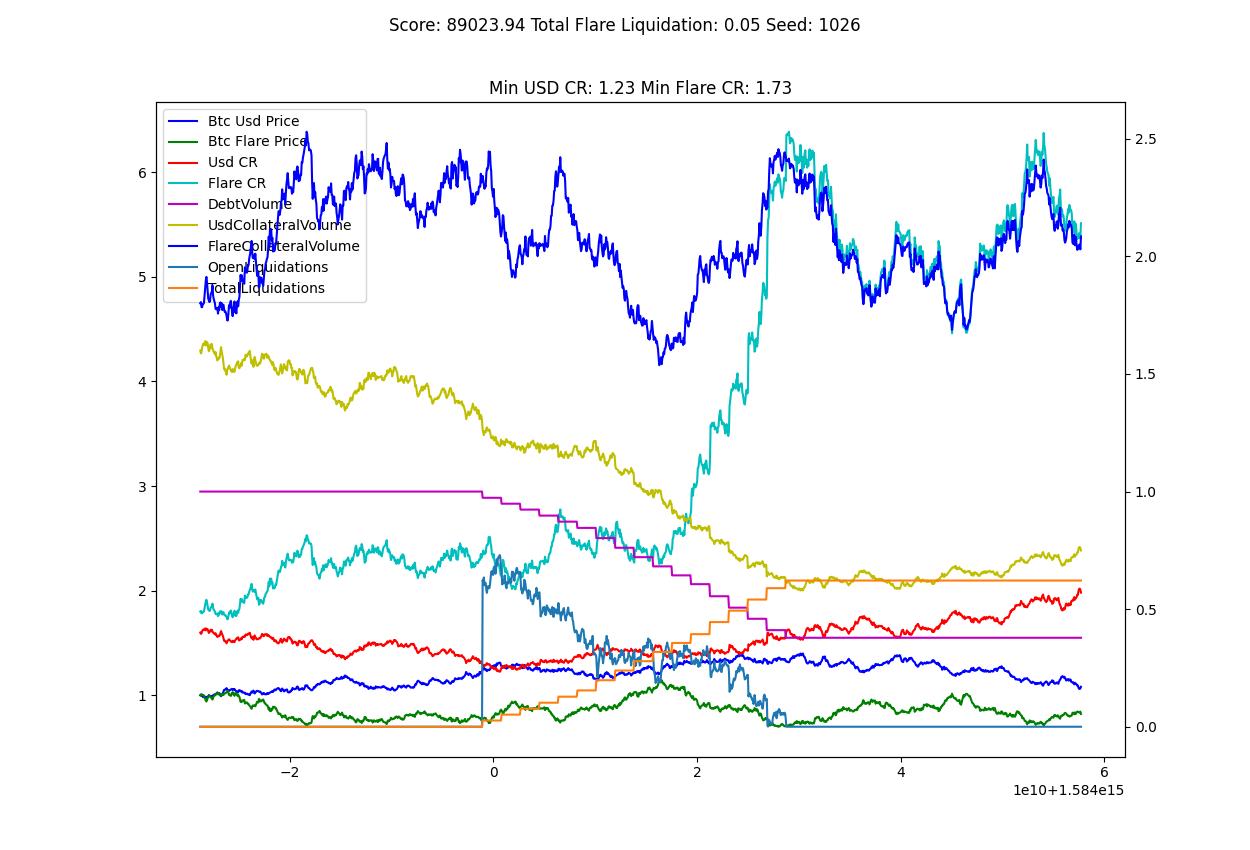 Score: 89023.94 Total Flare Liquidation: 0.05 Seed: 1026
Min USD CR: 1.23 Min Flare CR: 1.73
Btc Usd Price
Btc Flare Price
Usd CR
Flare CR
DebtVolume
UsdCollateralVolume
FlareCollateralVolume
OpenLiquidations
TotalLiquidations
6
5
4
3
2
1
2.5
2.0
1.5
1.0
0.5
0.0
−2
0
2
4
6
1e10+1.584e15